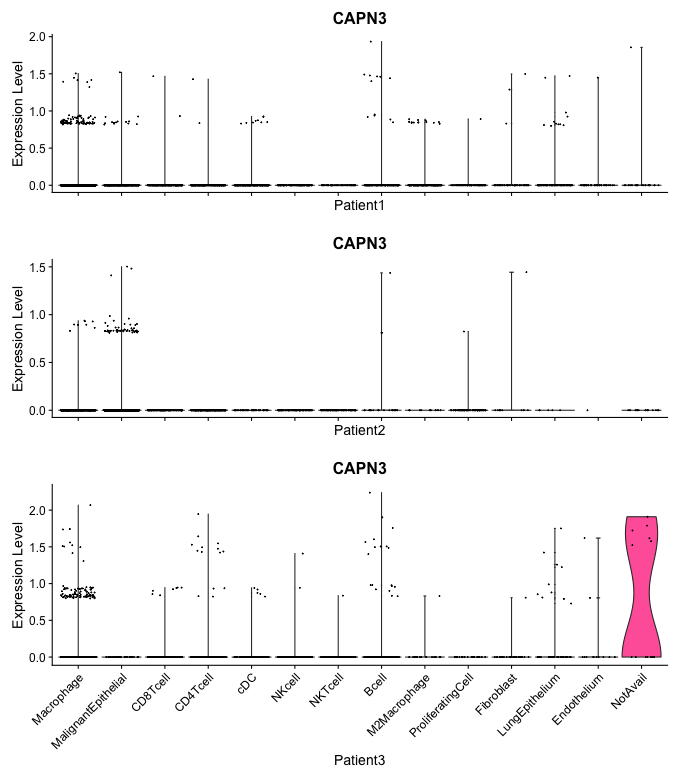 CAPN3
Expression Level
2.0
1.5
1.0
0.5
0.0
Patient1
CAPN3
Expression Level
1.5
1.0
0.5
0.0
Patient2
CAPN3
Expression Level
2.0
1.5
1.0
0.5
0.0
Macrophage
MalignantEpithelial
CD8Tcell
CD4Tcell
cDC
NKcell
NKTcell
Bcell
M2Macrophage
ProliferatingCell
Fibroblast
LungEpithelium
Endothelium
NotAvail
Patient3